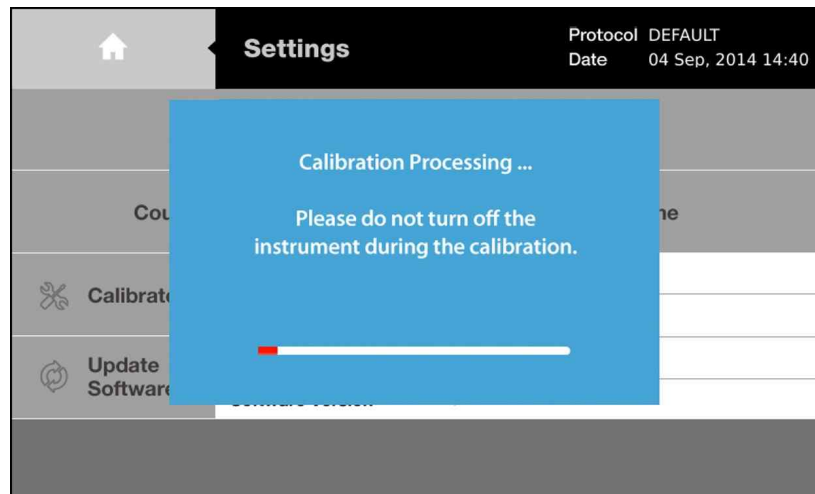 Settings
Protocol DEFAULT
Date 04 Sep, 2014 14:40
Calibration Processing ...
Please do not turn off the
instrument during the calibration.
Calibrat
Update
Software